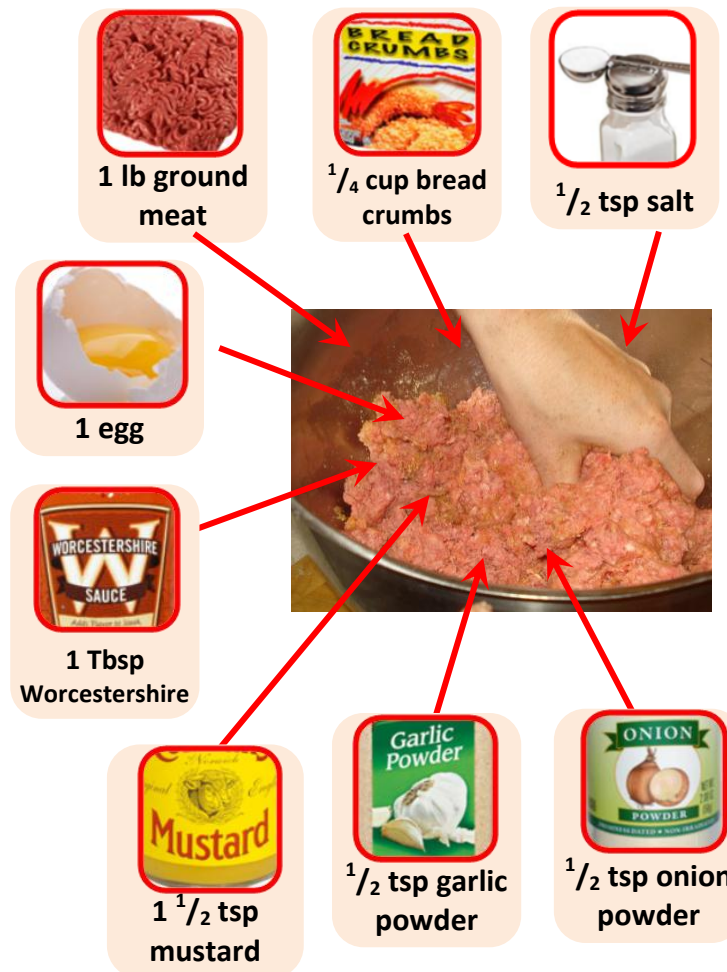 BREAD
CRUMBS
1 lb ground
meat
1/4 cup bread
crumbs
1/2 tsp salt
1 egg
WORCESTERSHIRE
SAUCE
1 Tbsp
Worcestershire
Norwich
Mustard
1 1/2 tsp
mustard
Garlic
Powder
1/2 tsp garlic
powder
ONION
POWDER
1/2 tsp onion
powder